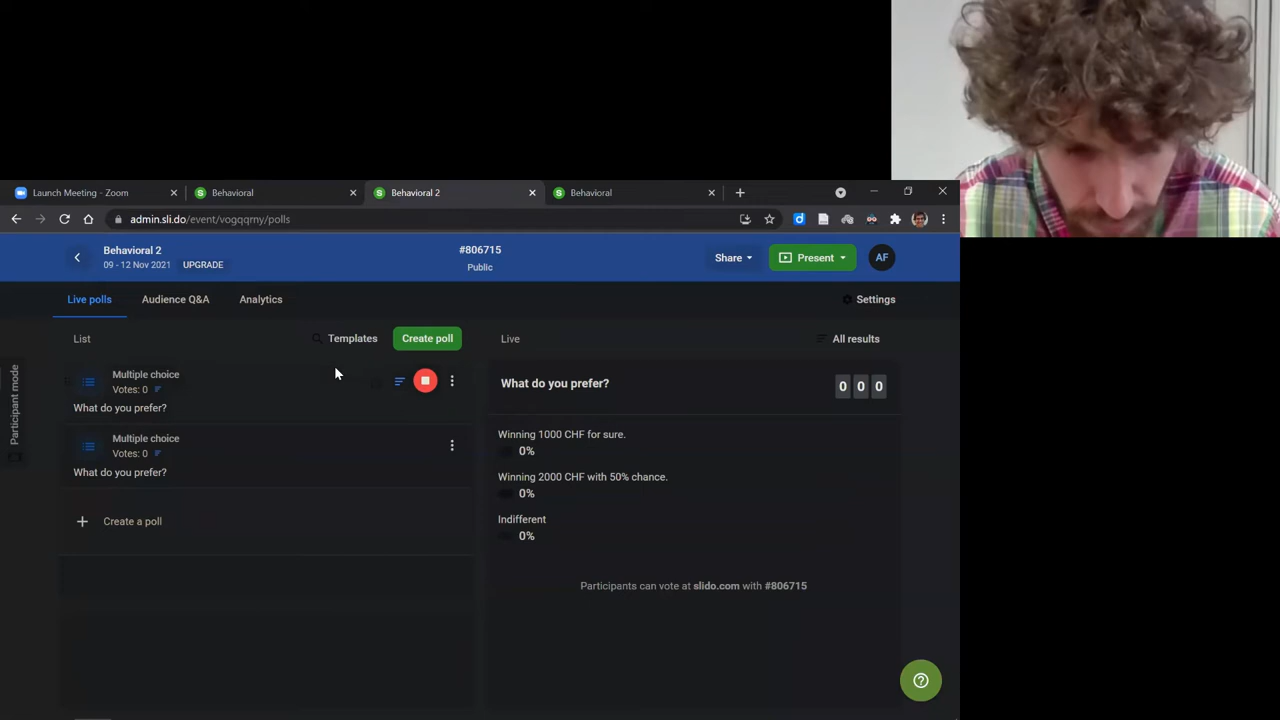 Launch Meeting - Zoom
Behavioral
Behavioral 2
Behavioral
admin.sli.do/event/vogqqrny/polls
Behavioral 2
09 - 12 Nov 2021 UPGRADE
#806715
Public
Share
Present
AF
Live polls
Audience Q&A
Analytics
Settings
Participant mode
List
Templates
Create poll
Multiple choice
Votes: 0
What do you prefer?
Multiple choice
Votes: 0
What do you prefer?
Create a poll
Live
All results
What do you prefer?
0 0 0
Winning 1000 CHF for sure.
0%
Winning 2000 CHF with 50% chance.
0%
Indifferent
0%
Participants can vote at slido.com with #806715